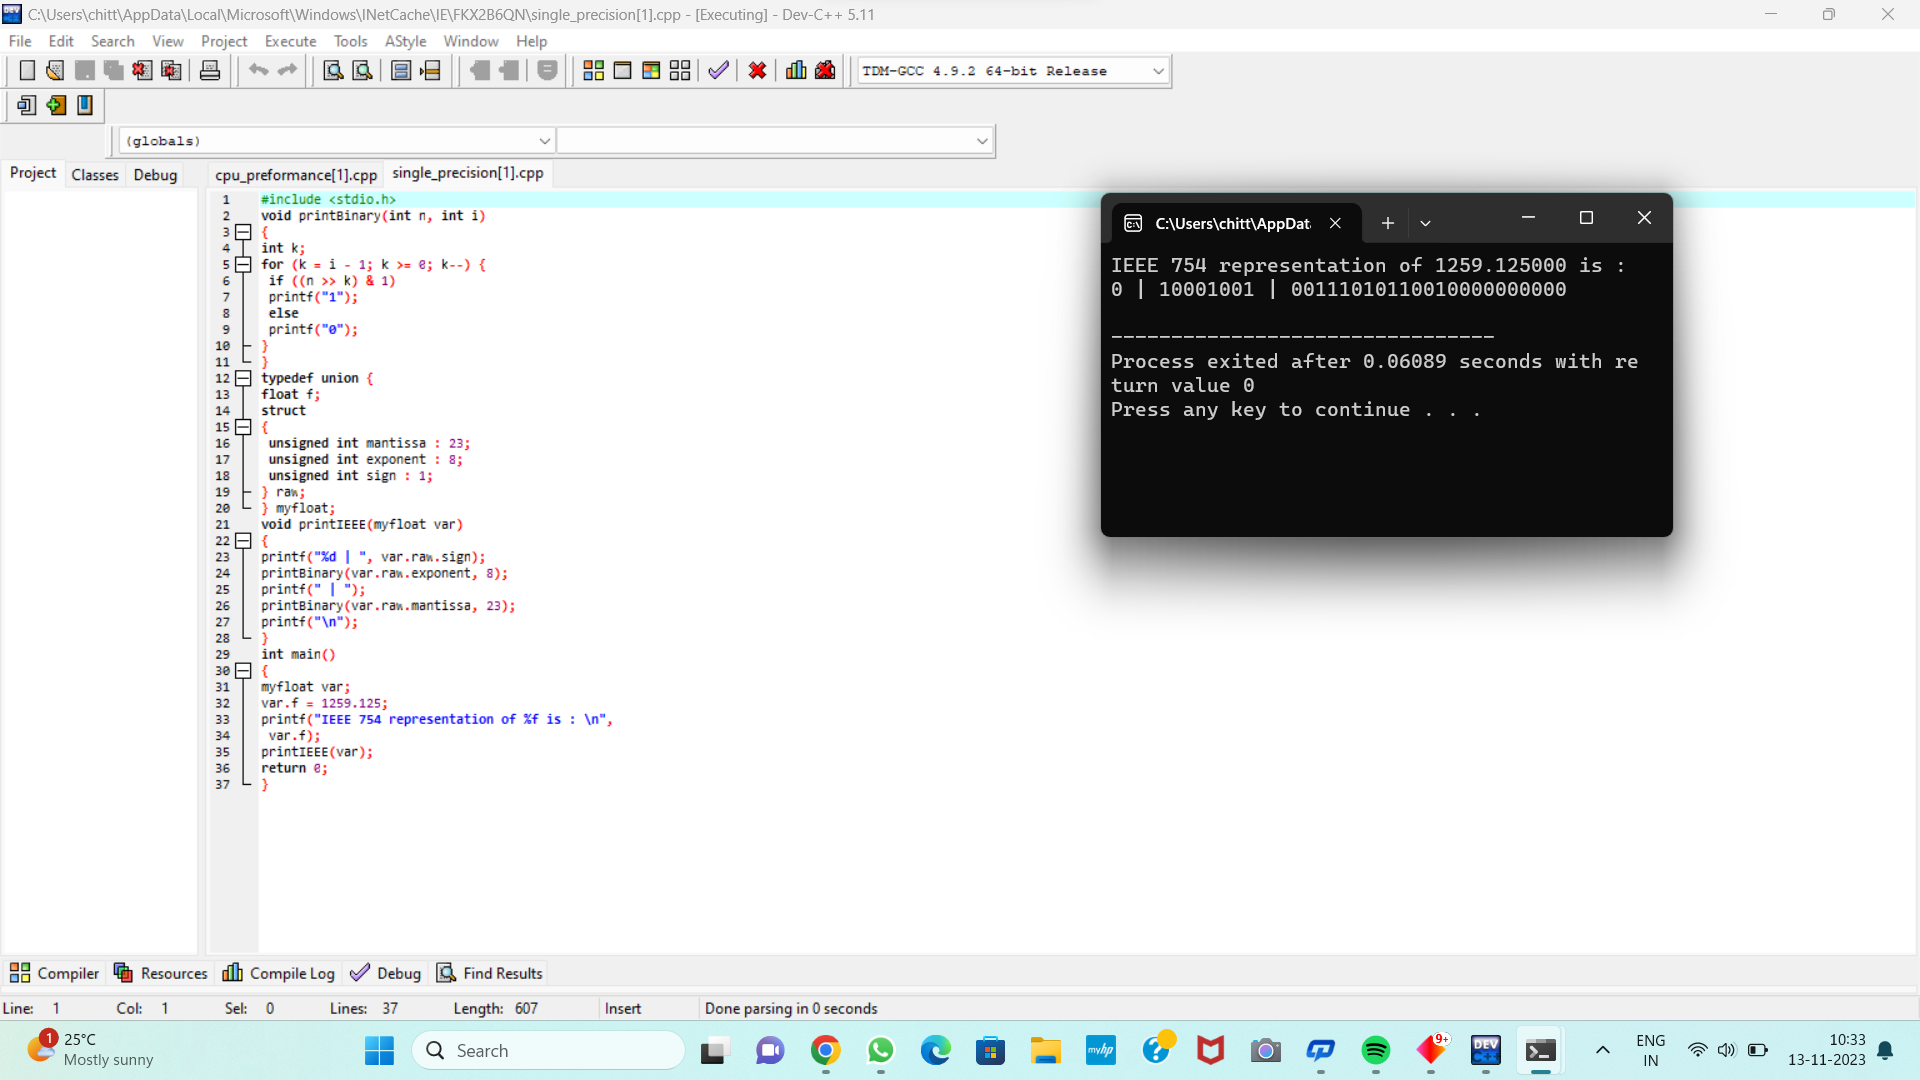 C:\Users\chitt\AppData\Local\Microsoft\Windows\INetCache\IE\FKX2B6QN\single_precision[1].cpp - [Executing] - Dev-C++ 5.11
File Edit Search View Project Execute Tools AStyle Window Help
TDM-GCC 4.9.2 64-bit Release
(globals)
Project Classes Debug
cpu_preformance[1].cpp single_precision[1].cpp
1 #include <stdio.h>
2 void printBinary(int n, int i)
3 {
4 int k;
5 for (k = i - 1; k >= 0; k--) {
6 if ((n >> k) & 1)
7 printf("1");
8 else
9 printf("0");
10 }
11 }
12 typedef union {
13 float f;
14 struct
15 {
16 unsigned int mantissa : 23;
17 unsigned int exponent : 8;
18 unsigned int sign : 1;
19 } raw;
20 } myfloat;
21 void printIEEE(myfloat var)
22 {
23 printf("%d | ", var.raw.sign);
24 printBinary(var.raw.exponent, 8);
25 printf(" | ");
26 printBinary(var.raw.mantissa, 23);
27 printf("\n");
28 }
29 int main()
30 {
31 myfloat var;
32 var.f = 1259.125;
33 printf("IEEE 754 representation of %f is : \n",
34 var.f);
35 printIEEE(var);
36 return 0;
37 }
C:\Users\chitt\AppDat
IEEE 754 representation of 1259.125000 is :
0 | 10001001 | 00111010110010000000000
--------------------------------
Process exited after 0.06089 seconds with re
turn value 0
Press any key to continue . . .
Compiler Resources Compile Log Debug Find Results
Line: 1 Col: 1 Sel: 0 Lines: 37 Length: 607 Insert Done parsing in 0 seconds
1 25°C
Mostly sunny
Search
myhp
9+
DEV
C++
ENG
IN
10:33
13-11-2023